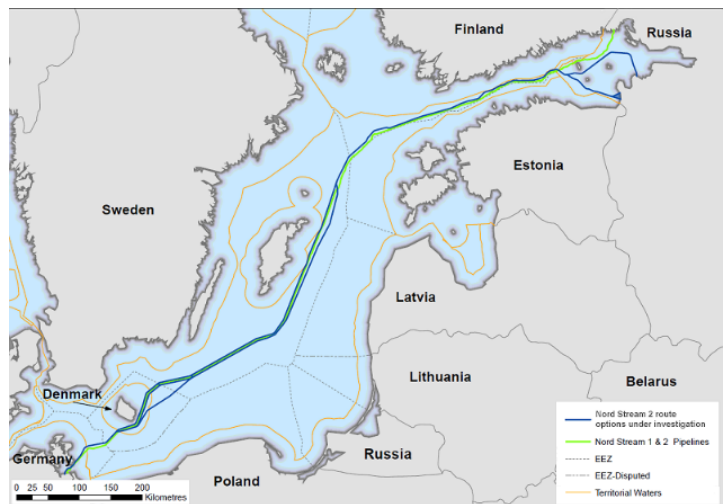 Finland
Russia
Estonia
Sweden
Latvia
Lithuania
Denmark
Belarus
Germany
Russia
Poland
0 25 50 100 150 200
Kilometres
Nord Stream 2 route
options under investigation
Nord Stream 1 & 2 Pipelines
EEZ
EEZ-Disputed
Territorial Waters